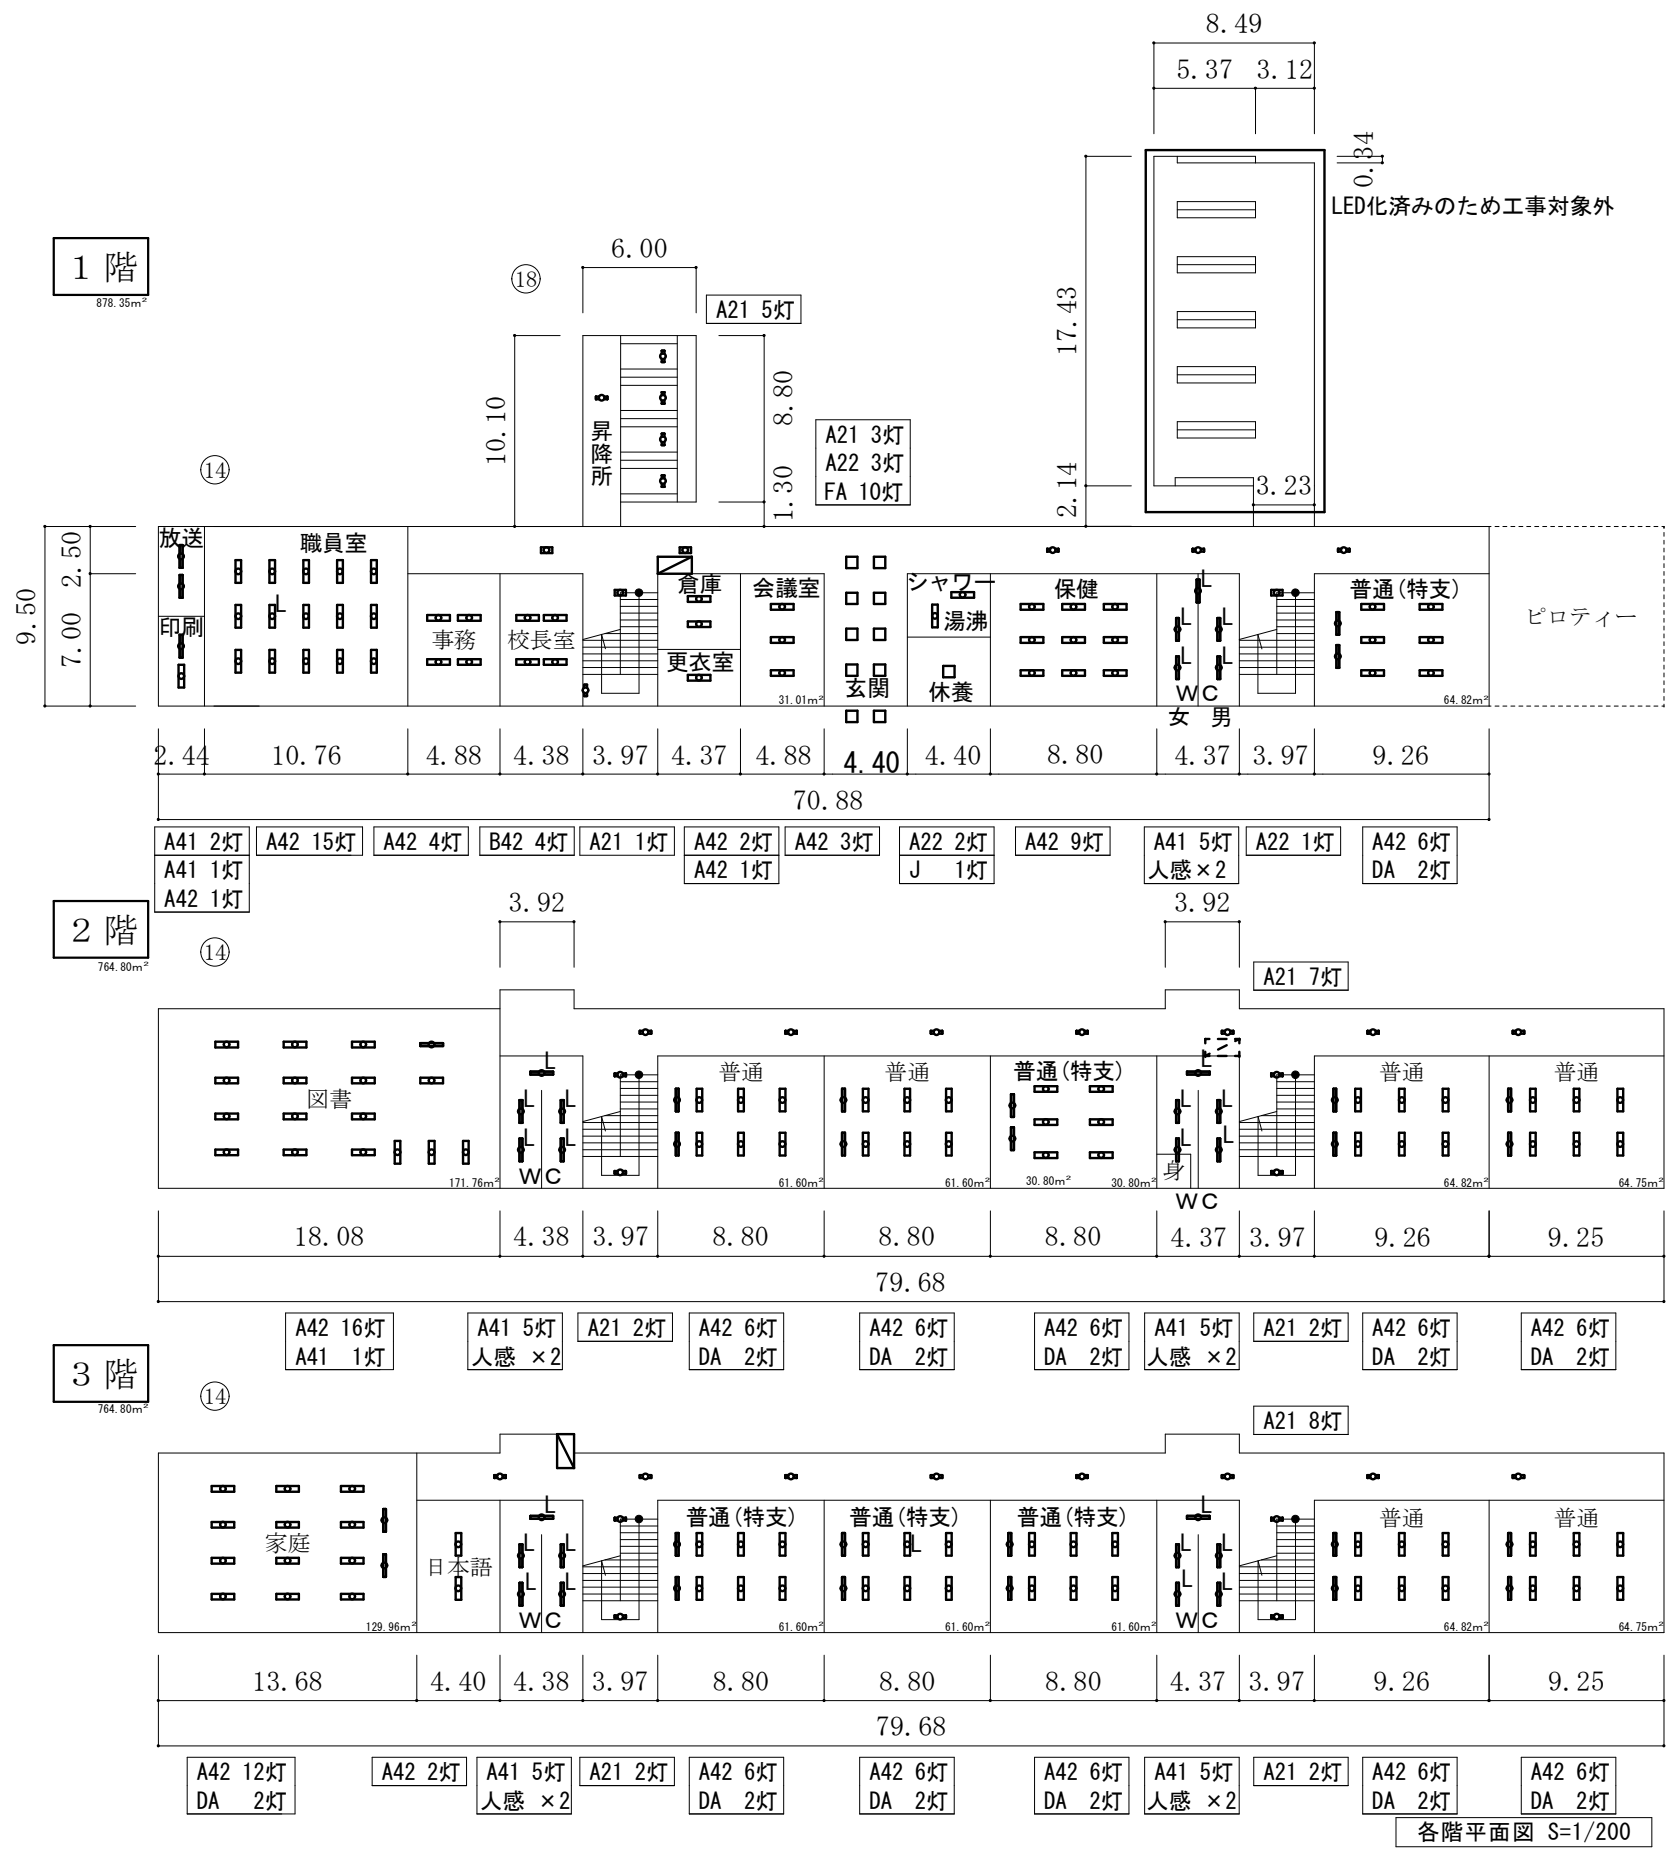 8.49
5.37 3.12
0.34
LED化済みのため工事対象外
17.43
2.14
3.23
1階
878.35m²
⑱
6.00
A21 5灯
10.10
8.80
1.30
昇降所
A21 3灯
A22 3灯
FA 10灯
⑭
9.50
2.50
7.00
放送
職員室
L
印刷
事務
校長室
倉庫
更衣室
会議室
31.01m²
玄関
シャワー
湯沸
休養
保健
L
L L
L L
WC
女 男
普通(特支)
64.82m²
ピロティー
2.44 10.76 4.88 4.38 3.97 4.37 4.88 4.40 4.40 8.80 4.37 3.97 9.26
70.88
A41 2灯
A41 1灯
A42 1灯
A42 15灯
A42 4灯
B42 4灯
A21 1灯
A42 2灯
A42 1灯
A42 3灯
A22 2灯
J 1灯
A42 9灯
A41 5灯
人感×2
A22 1灯
A42 6灯
DA 2灯
2階
764.80m²
⑭
3.92
3.92
A21 7灯
図書
171.76m²
L
L L
L L
WC
普通
61.60m²
普通
61.60m²
普通(特支)
30.80m²
30.80m²
L
L L
L L
身
WC
普通
64.82m²
普通
64.75m²
18.08 4.38 3.97 8.80 8.80 8.80 4.37 3.97 9.26 9.25
79.68
A42 16灯
A41 1灯
A41 5灯
人感 ×2
A21 2灯
A42 6灯
DA 2灯
A42 6灯
DA 2灯
A42 6灯
DA 2灯
A41 5灯
人感 ×2
A21 2灯
A42 6灯
DA 2灯
A42 6灯
DA 2灯
3階
764.80m²
⑭
A21 8灯
家庭
129.96m²
日本語
L
L L
L L
WC
普通(特支)
61.60m²
普通(特支)
L
61.60m²
普通(特支)
61.60m²
L
L L
L L
WC
普通
64.82m²
普通
64.75m²
13.68 4.40 4.38 3.97 8.80 8.80 8.80 4.37 3.97 9.26 9.25
79.68
A42 12灯
DA 2灯
A42 2灯
A41 5灯
人感 ×2
A21 2灯
A42 6灯
DA 2灯
A42 6灯
DA 2灯
A42 6灯
DA 2灯
A41 5灯
人感 ×2
A21 2灯
A42 6灯
DA 2灯
A42 6灯
DA 2灯
各階平面図 S=1/200